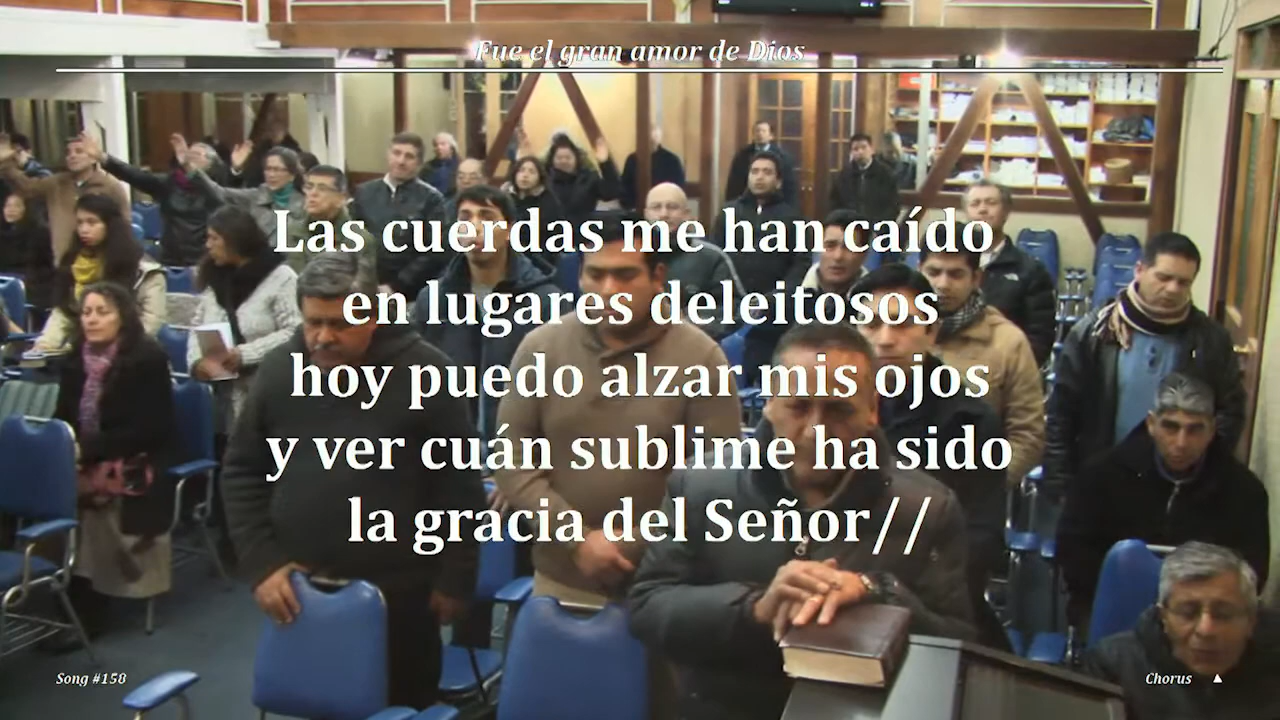 Fue el gran amor de Dios
Las cuerdas me han caído
en lugares deleitosos
hoy puedo alzar mis ojos
y ver cuán sublime ha sido
la gracia del Señor//
Song #158
Chorus ▲